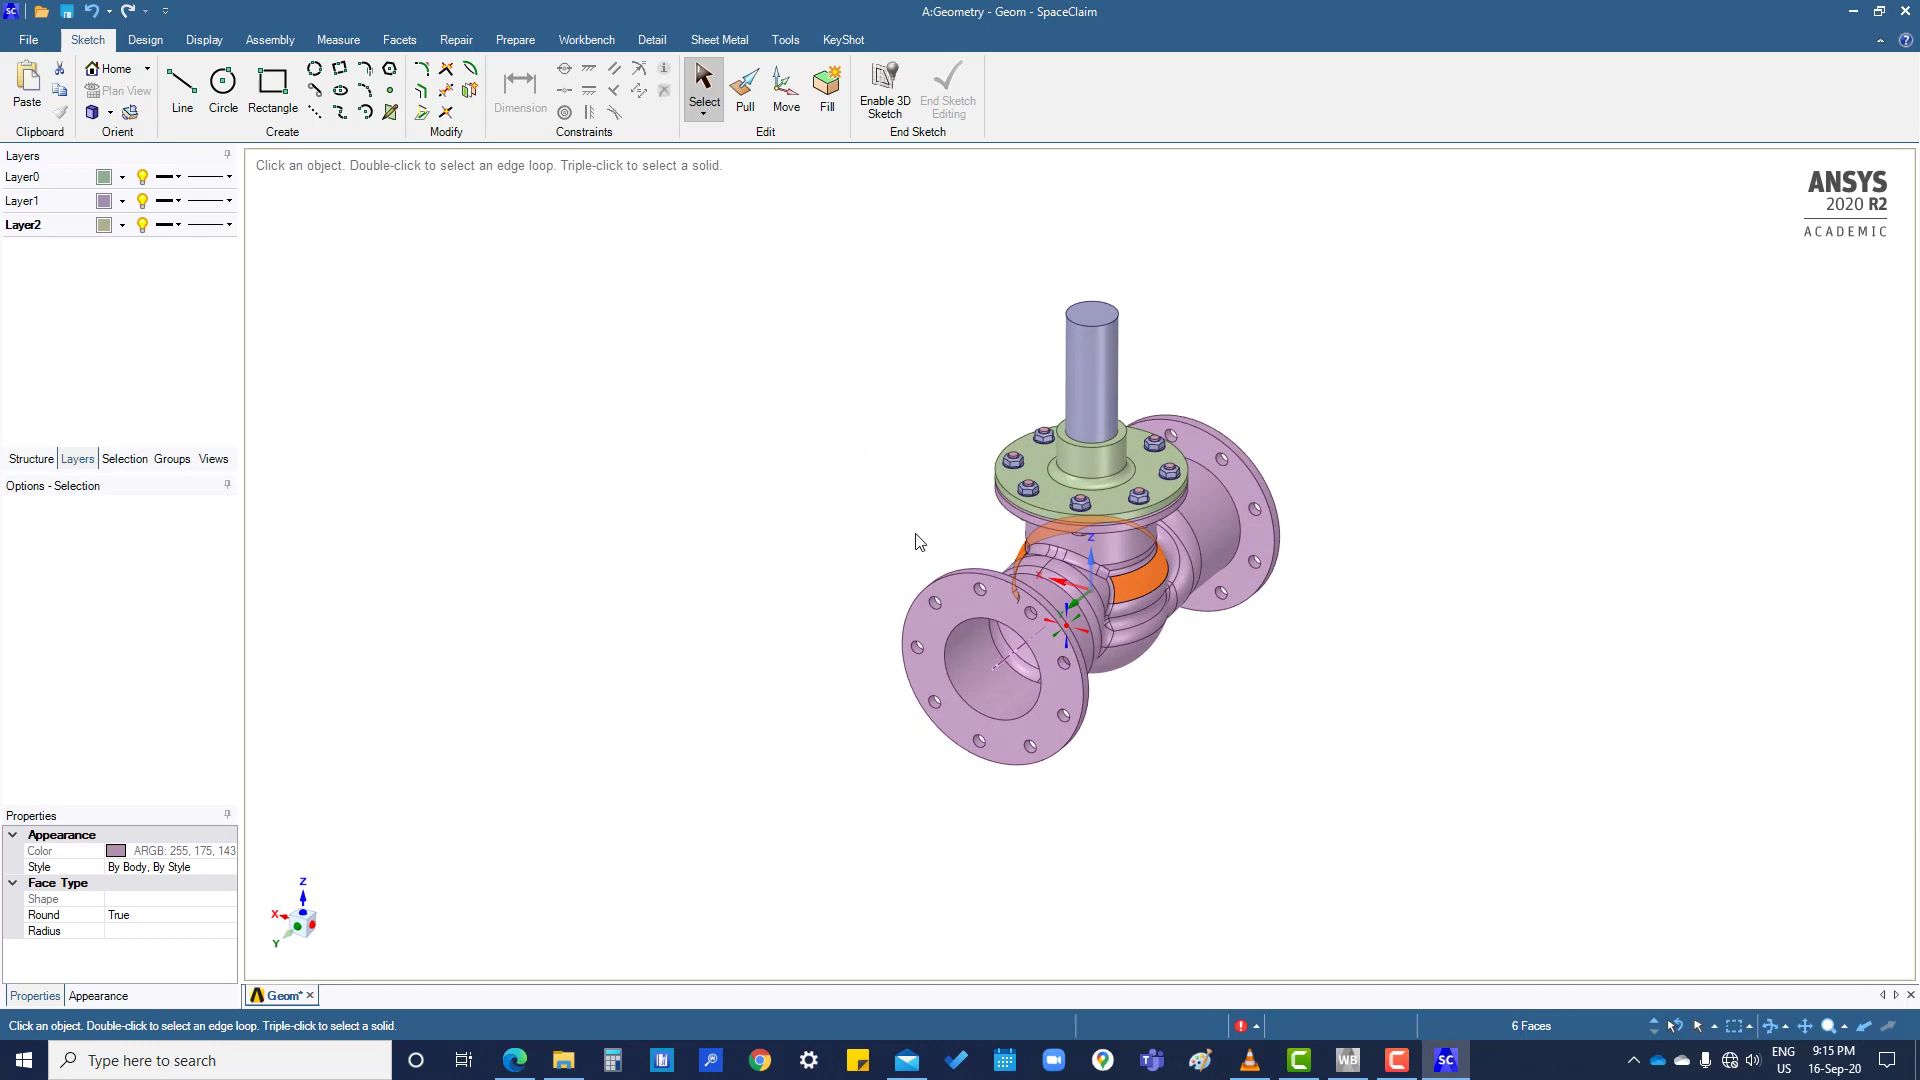 SC
A:Geometry - Geom - SpaceClaim
File Sketch Design Display Assembly Measure Facets Repair Prepare Workbench Detail Sheet Metal Tools KeyShot
Paste
Home
Plan View
Line Circle Rectangle
Dimension
Select Pull Move Fill
Enable 3D Sketch
End Sketch Editing
Clipboard Orient Create Modify Constraints Edit End Sketch
Layers
Layer0
Layer1
Layer2
Structure Layers Selection Groups Views
Options - Selection
Properties
Appearance
Color ARGB: 255, 175, 143
Style By Body, By Style
Face Type
Shape
Round True
Radius
Properties Appearance
Click an object. Double-click to select an edge loop. Triple-click to select a solid.
ANSYS
2020 R2
ACADEMIC
Z
X
Z
X
Y
Geom*
Click an object. Double-click to select an edge loop. Triple-click to select a solid.
6 Faces
Type here to search
WB
SC
ENG
US
9:15 PM
16-Sep-20